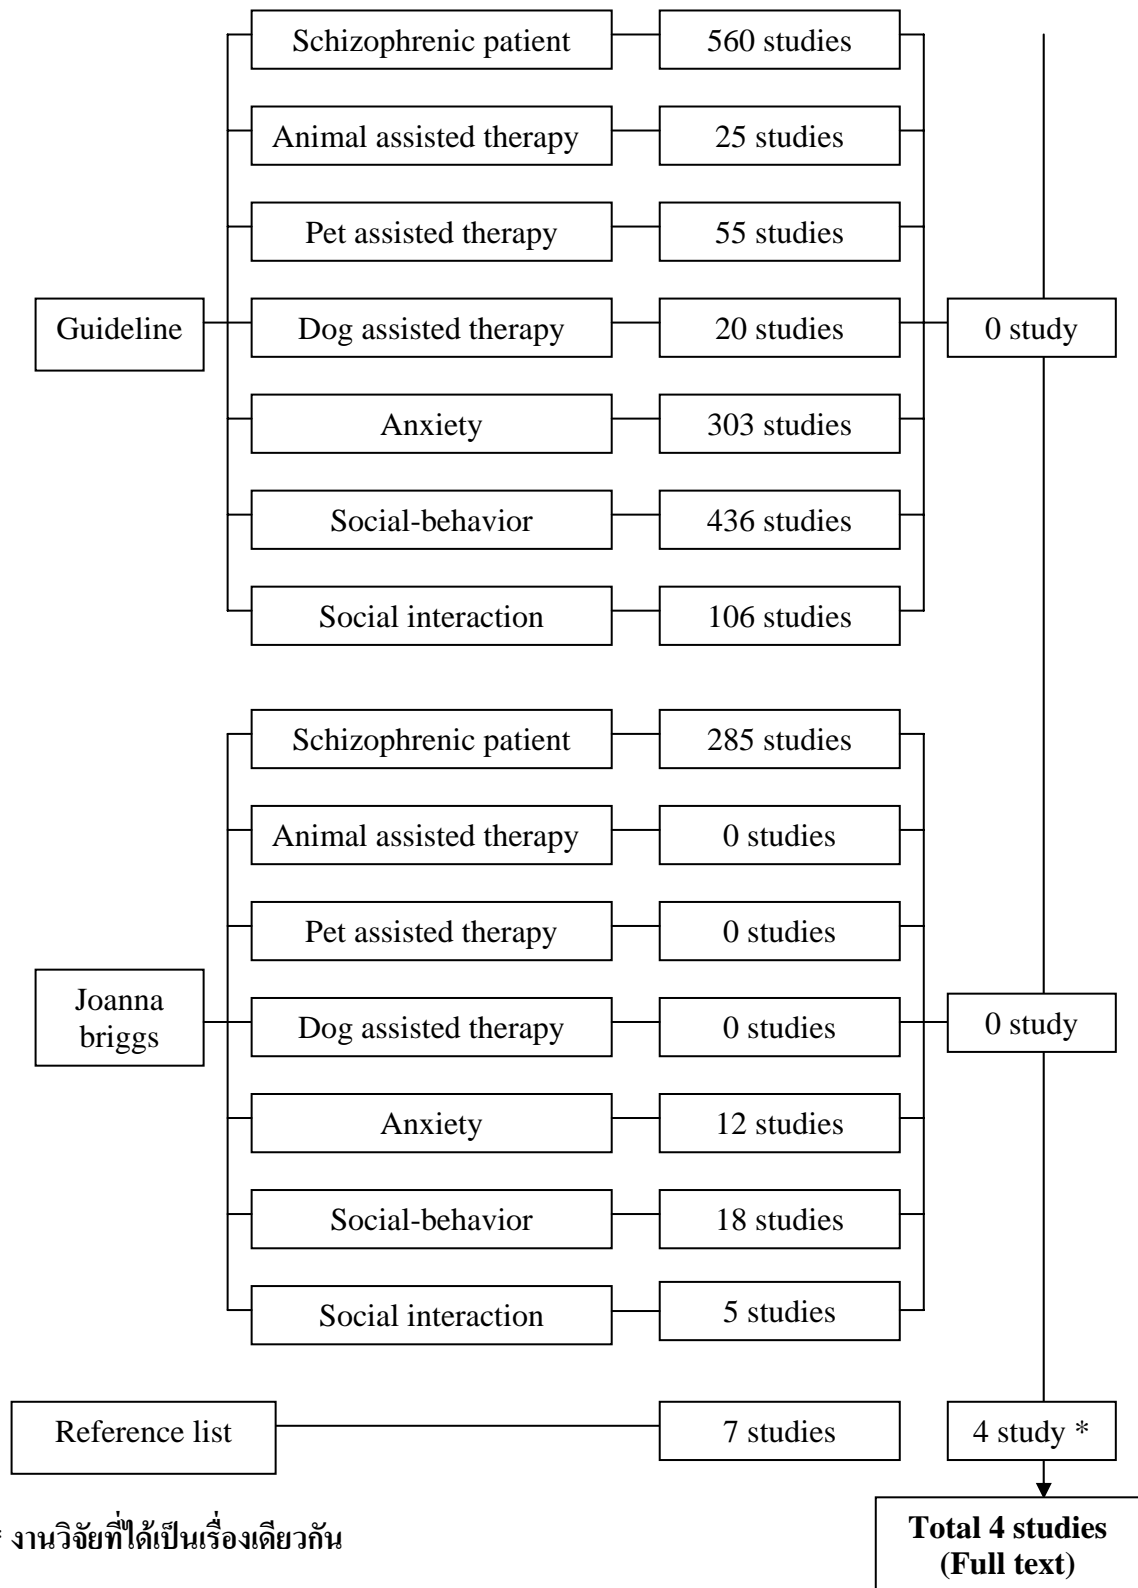 Schizophrenic patient 560 studies
Animal assisted therapy 25 studies
Pet assisted therapy 55 studies
Guideline Dog assisted therapy 20 studies 0 study
Anxiety 303 studies
Social-behavior 436 studies
Social interaction 106 studies
Schizophrenic patient 285 studies
Animal assisted therapy 0 studies
Pet assisted therapy 0 studies
Joanna
briggs Dog assisted therapy 0 studies 0 study
Anxiety 12 studies
Social-behavior 18 studies
Social interaction 5 studies
Reference list 7 studies 4 study *
* งานวิจัยที่ได้เป็นเรื่องเดียวกัน
Total 4 studies
(Full text)